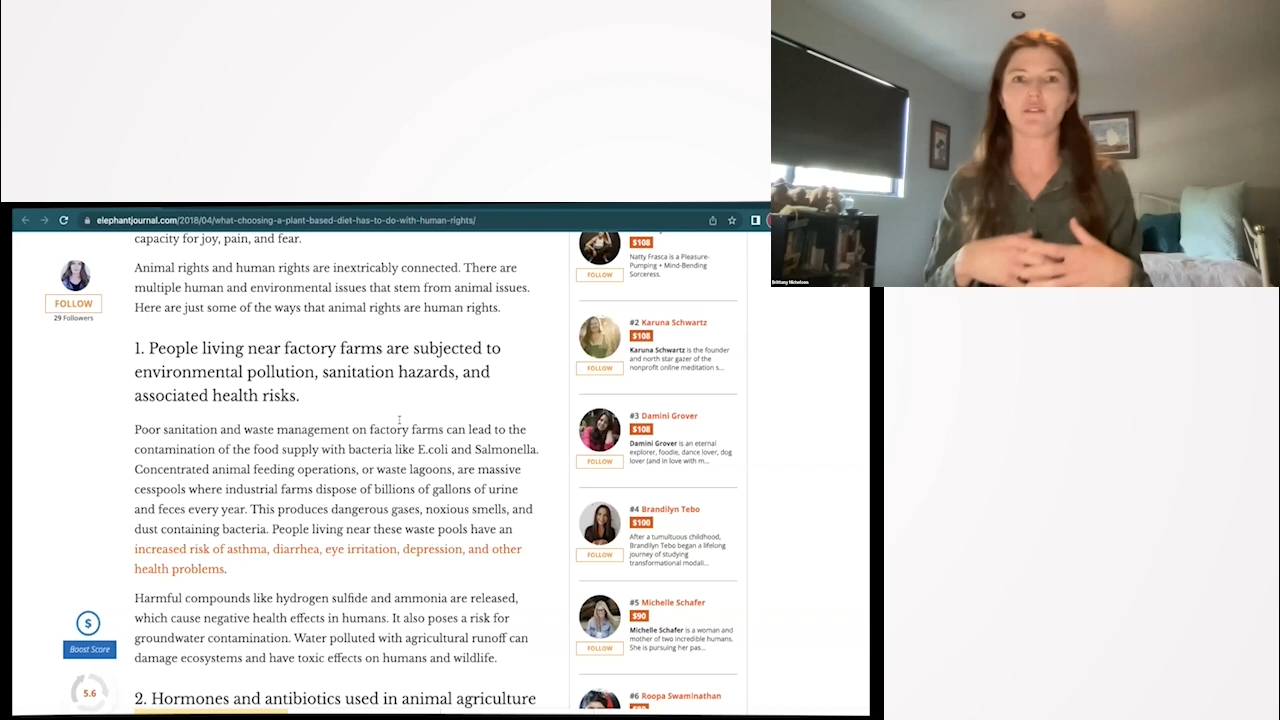 elephantjournal.com/2018/04/what-choosing-a-plant-based-diet-has-to-do-with-human-rights/
capacity for joy, pain, and fear.
Animal rights and human rights are inextricably connected. There are
multiple human and environmental issues that stem from animal issues.
Here are just some of the ways that animal rights are human rights.
FOLLOW
29 Followers
1. People living near factory farms are subjected to
environmental pollution, sanitation hazards, and
associated health risks.
Poor sanitation and waste management on factory farms can lead to the
contamination of the food supply with bacteria like E.coli and Salmonella.
Concentrated animal feeding operations, or waste lagoons, are massive
cesspools where industrial farms dispose of billions of gallons of urine
and feces every year. This produces dangerous gases, noxious smells, and
dust containing bacteria. People living near these waste pools have an
increased risk of asthma, diarrhea, eye irritation, depression, and other
health problems.
Harmful compounds like hydrogen sulfide and ammonia are released,
which cause negative health effects in humans. It also poses a risk for
groundwater contamination. Water polluted with agricultural runoff can
damage ecosystems and have toxic effects on humans and wildlife.
$
Boost Score
5.6
2. Hormones and antibiotics used in animal agriculture
$108
Natty Frasca is a Pleasure-
Pumping + Mind-Bending
Sorceress.
FOLLOW
#2 Karuna Schwartz
$108
Karuna Schwartz is the founder
and north star gazer of the
nonprofit online meditation s...
FOLLOW
#3 Damini Grover
$108
Damini Grover is an eternal
explorer, foodie, dance lover, dog
lover (and in love with m...
FOLLOW
#4 Brandilyn Tebo
$100
After a tumultuous childhood,
Brandilyn Tebo began a lifelong
journey of studying
transformational modali...
FOLLOW
#5 Michelle Schafer
$90
Michelle Schafer is a woman and
mother of two incredible humans.
She is pursuing her pas...
FOLLOW
#6 Roopa Swaminathan
Brittany Michelson